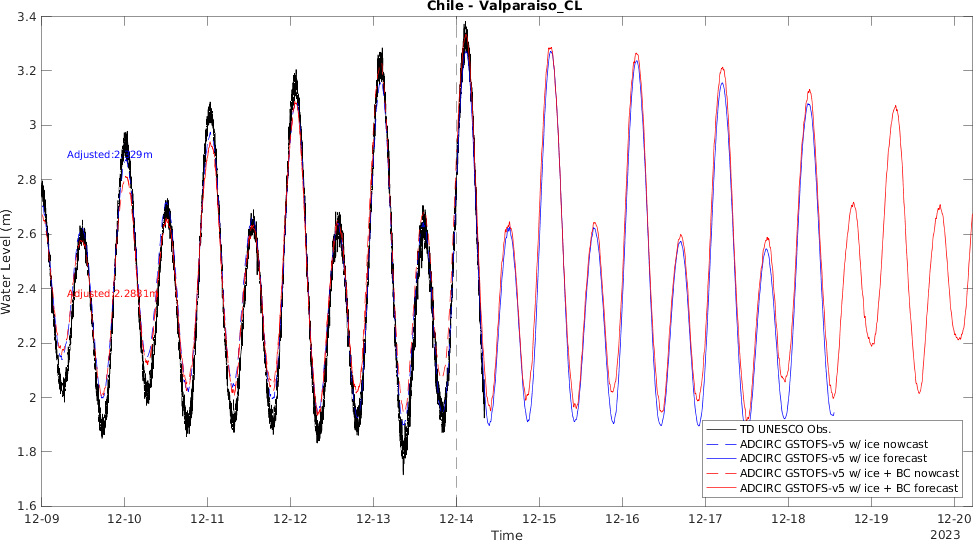 Chile - Valparaiso_CL
3.4
3.2
3
2.8
2.6
2.4
2.2
2
1.8
1.6
Water Level (m)
Adjusted:
Adjusted:2.2881m
TD UNESCO Obs.
ADCIRC GSTOFS-v5 w/ ice nowcast
ADCIRC GSTOFS-v5 w/ ice forecast
ADCIRC GSTOFS-v5 w/ ice + BC nowcast
ADCIRC GSTOFS-v5 w/ ice + BC forecast
12-09 12-10 12-11 12-12 12-13 12-14 12-15 12-16 12-17 12-18 12-19 12-20
Time
2023